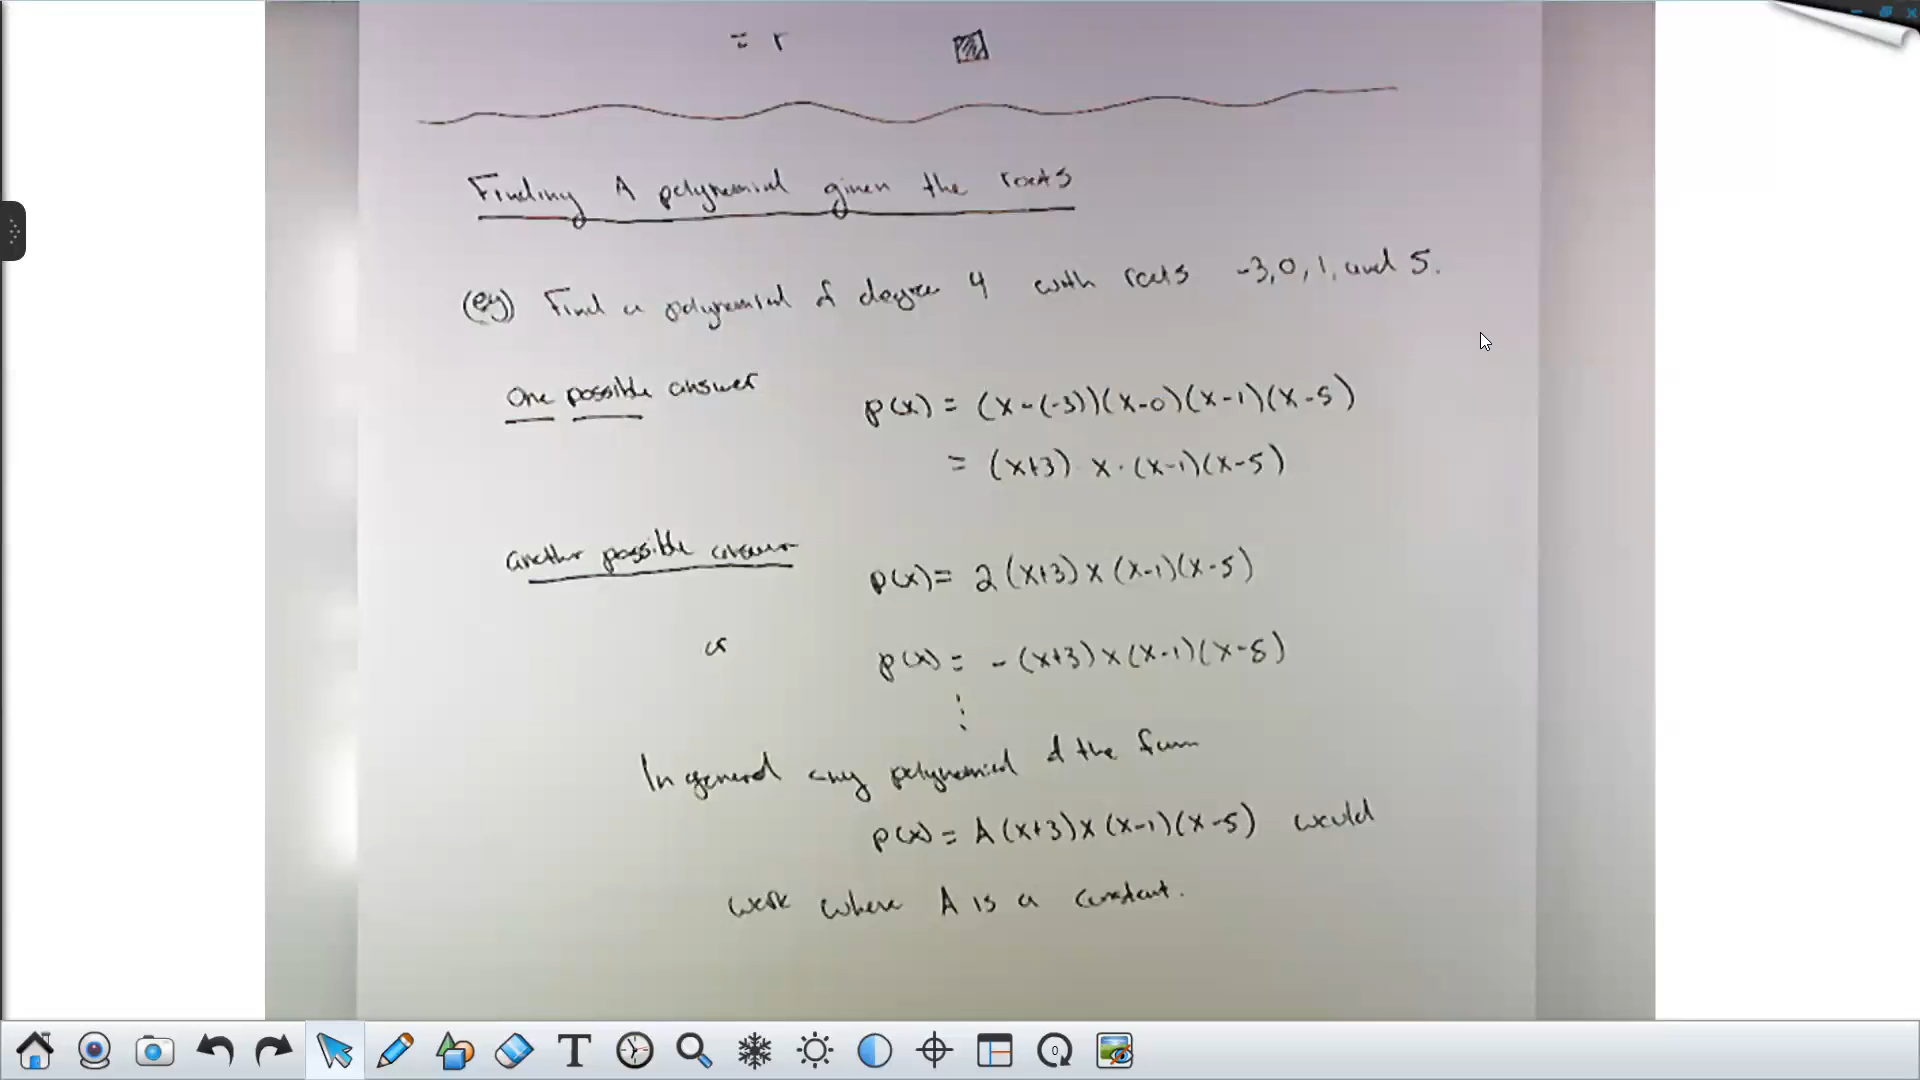 = r
Finding A polynomial given the roots
(eg) Find a polynomial of degree 4 with roots -3, 0, 1, and 5.
One possible answer
p(x) = (x-(-3))(x-0)(x-1)(x-5)
= (x+3) x·(x-1)(x-5)
another possible answer
p(x)= 2(x+3)x(x-1)(x-5)
or
p(x) = -(x+3)x(x-1)(x-5)
⋮
In general any polynomial of the form
p(x) = A(x+3)x(x-1)(x-5) would
work where A is a constant.
T
0